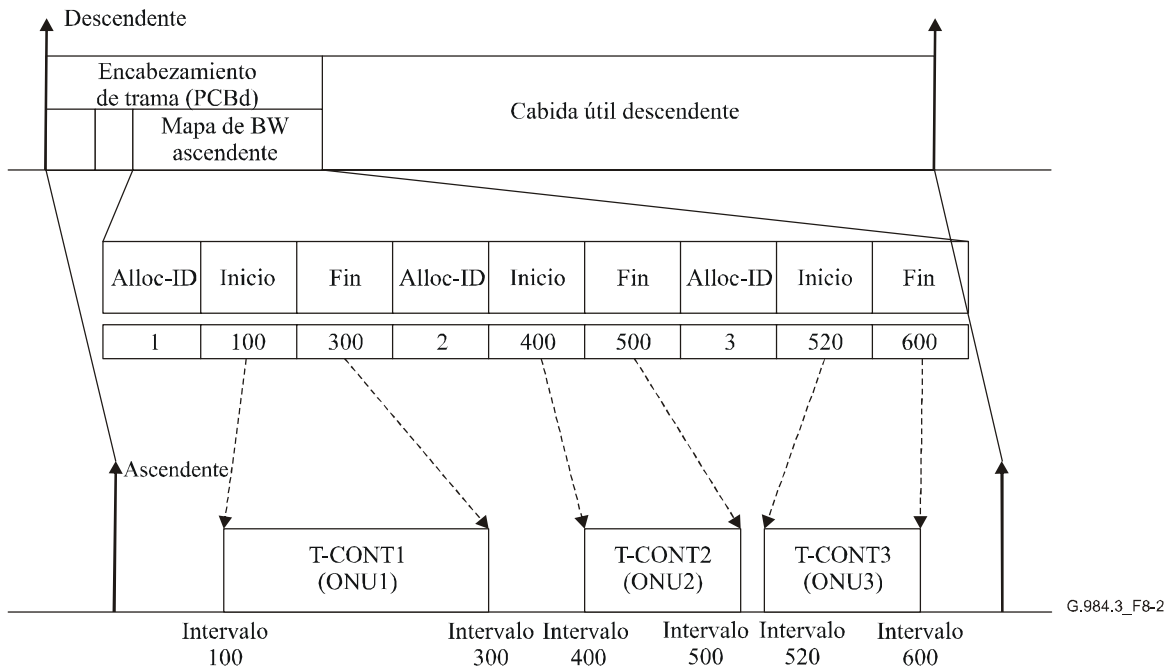 Descendente
Encabezamiento
de trama (PCBd)
Cabida útil descendente
Mapa de BW
ascendente
Alloc-ID Inicio Fin Alloc-ID Inicio Fin Alloc-ID Inicio Fin
1 100 300 2 400 500 3 520 600
Ascendente
T-CONT1
(ONU1)
T-CONT2
(ONU2)
T-CONT3
(ONU3)
G.984.3_F8-2
Intervalo
100
Intervalo
300
Intervalo
400
Intervalo
500
Intervalo
520
Intervalo
600